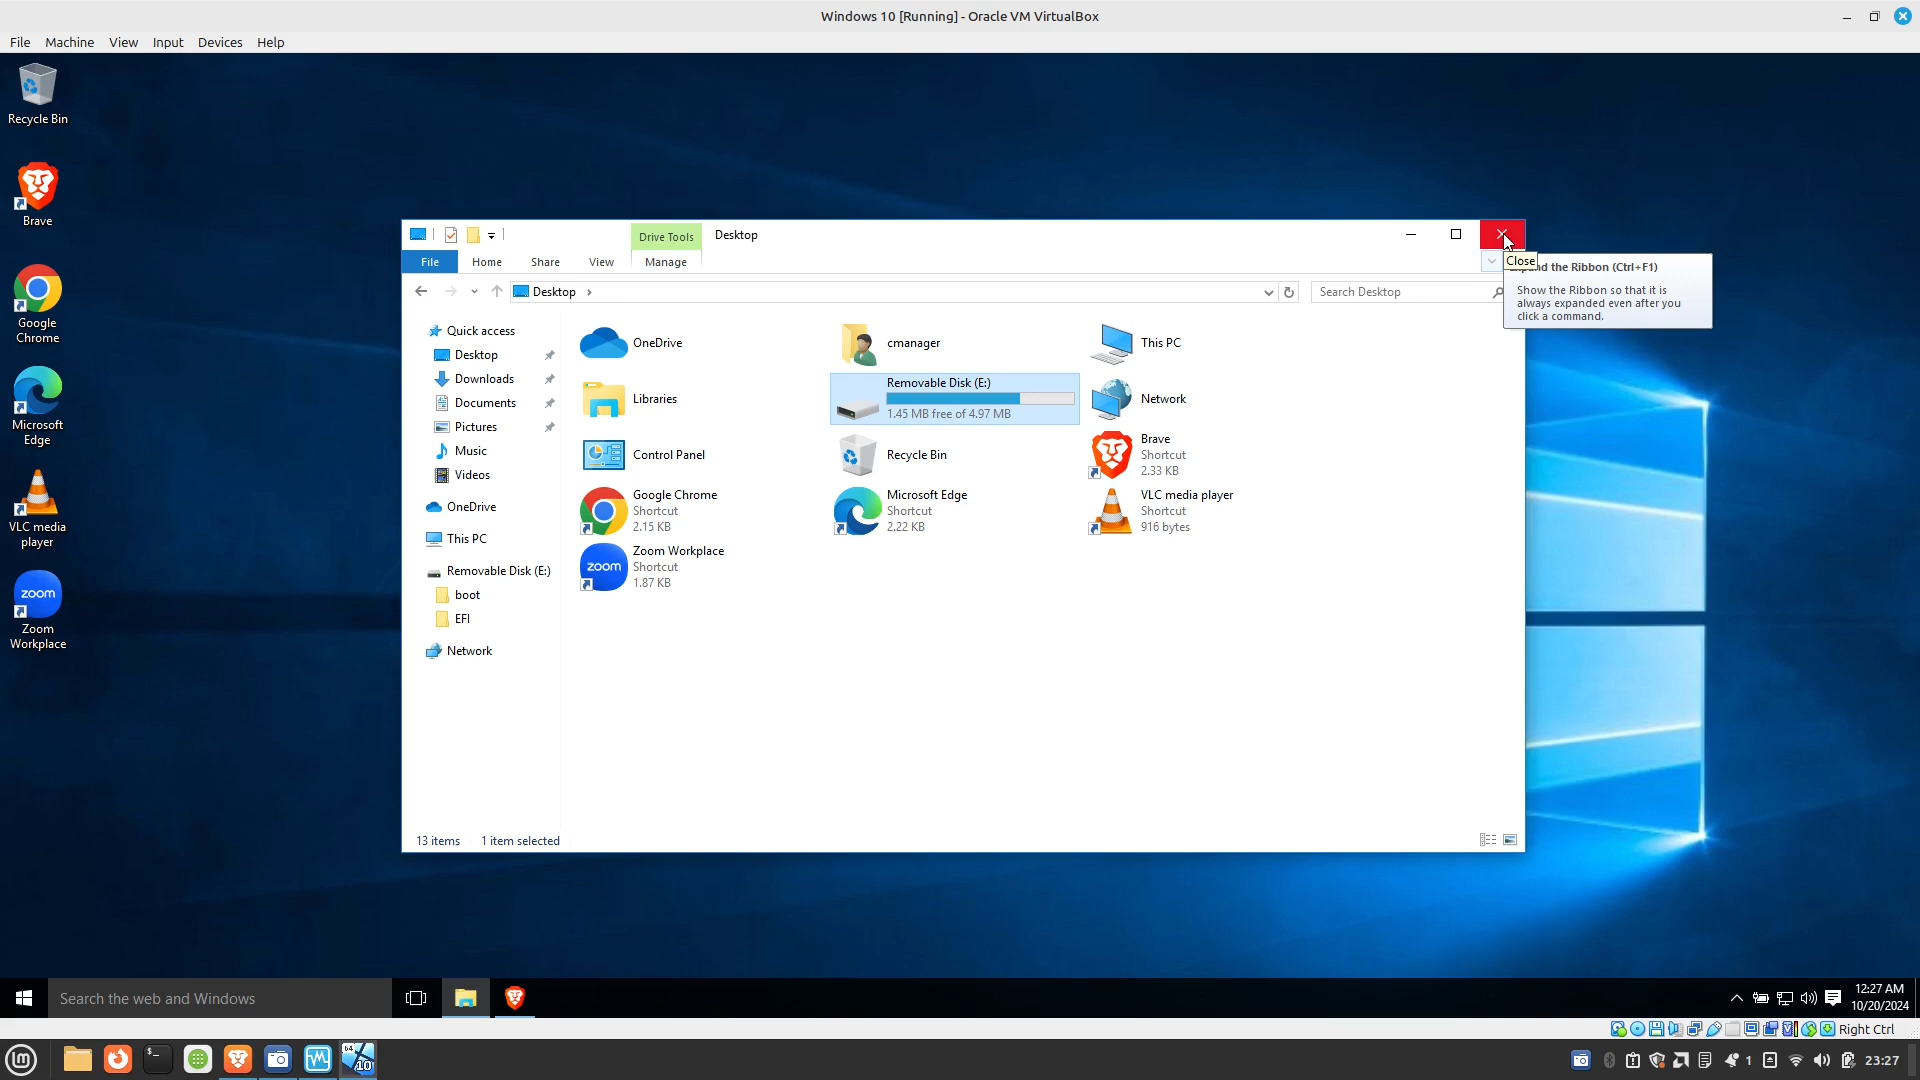 Windows 10 [Running] - Oracle VM VirtualBox
File Machine View Input Devices Help
Recycle Bin
Brave
Google
Chrome
Microsoft
Edge
VLC media
player
zoom
Zoom
Workplace
Drive Tools
Desktop
File Home Share View Manage
Close
the Ribbon (Ctrl+F1)
Show the Ribbon so that it is
always expanded even after you
click a command.
Desktop
Search Desktop
Quick access
Desktop
Downloads
Documents
Pictures
Music
Videos
OneDrive
This PC
Removable Disk (E:)
boot
EFI
Network
OneDrive
cmanager
This PC
Libraries
Removable Disk (E:)
1.45 MB free of 4.97 MB
Network
Control Panel
Recycle Bin
Brave
Shortcut
2.33 KB
Google Chrome
Shortcut
2.15 KB
Microsoft Edge
Shortcut
2.22 KB
VLC media player
Shortcut
916 bytes
zoom
Zoom Workplace
Shortcut
1.87 KB
13 items 1 item selected
Search the web and Windows
12:27 AM
10/20/2024
Right Ctrl
64
10
1
23:27